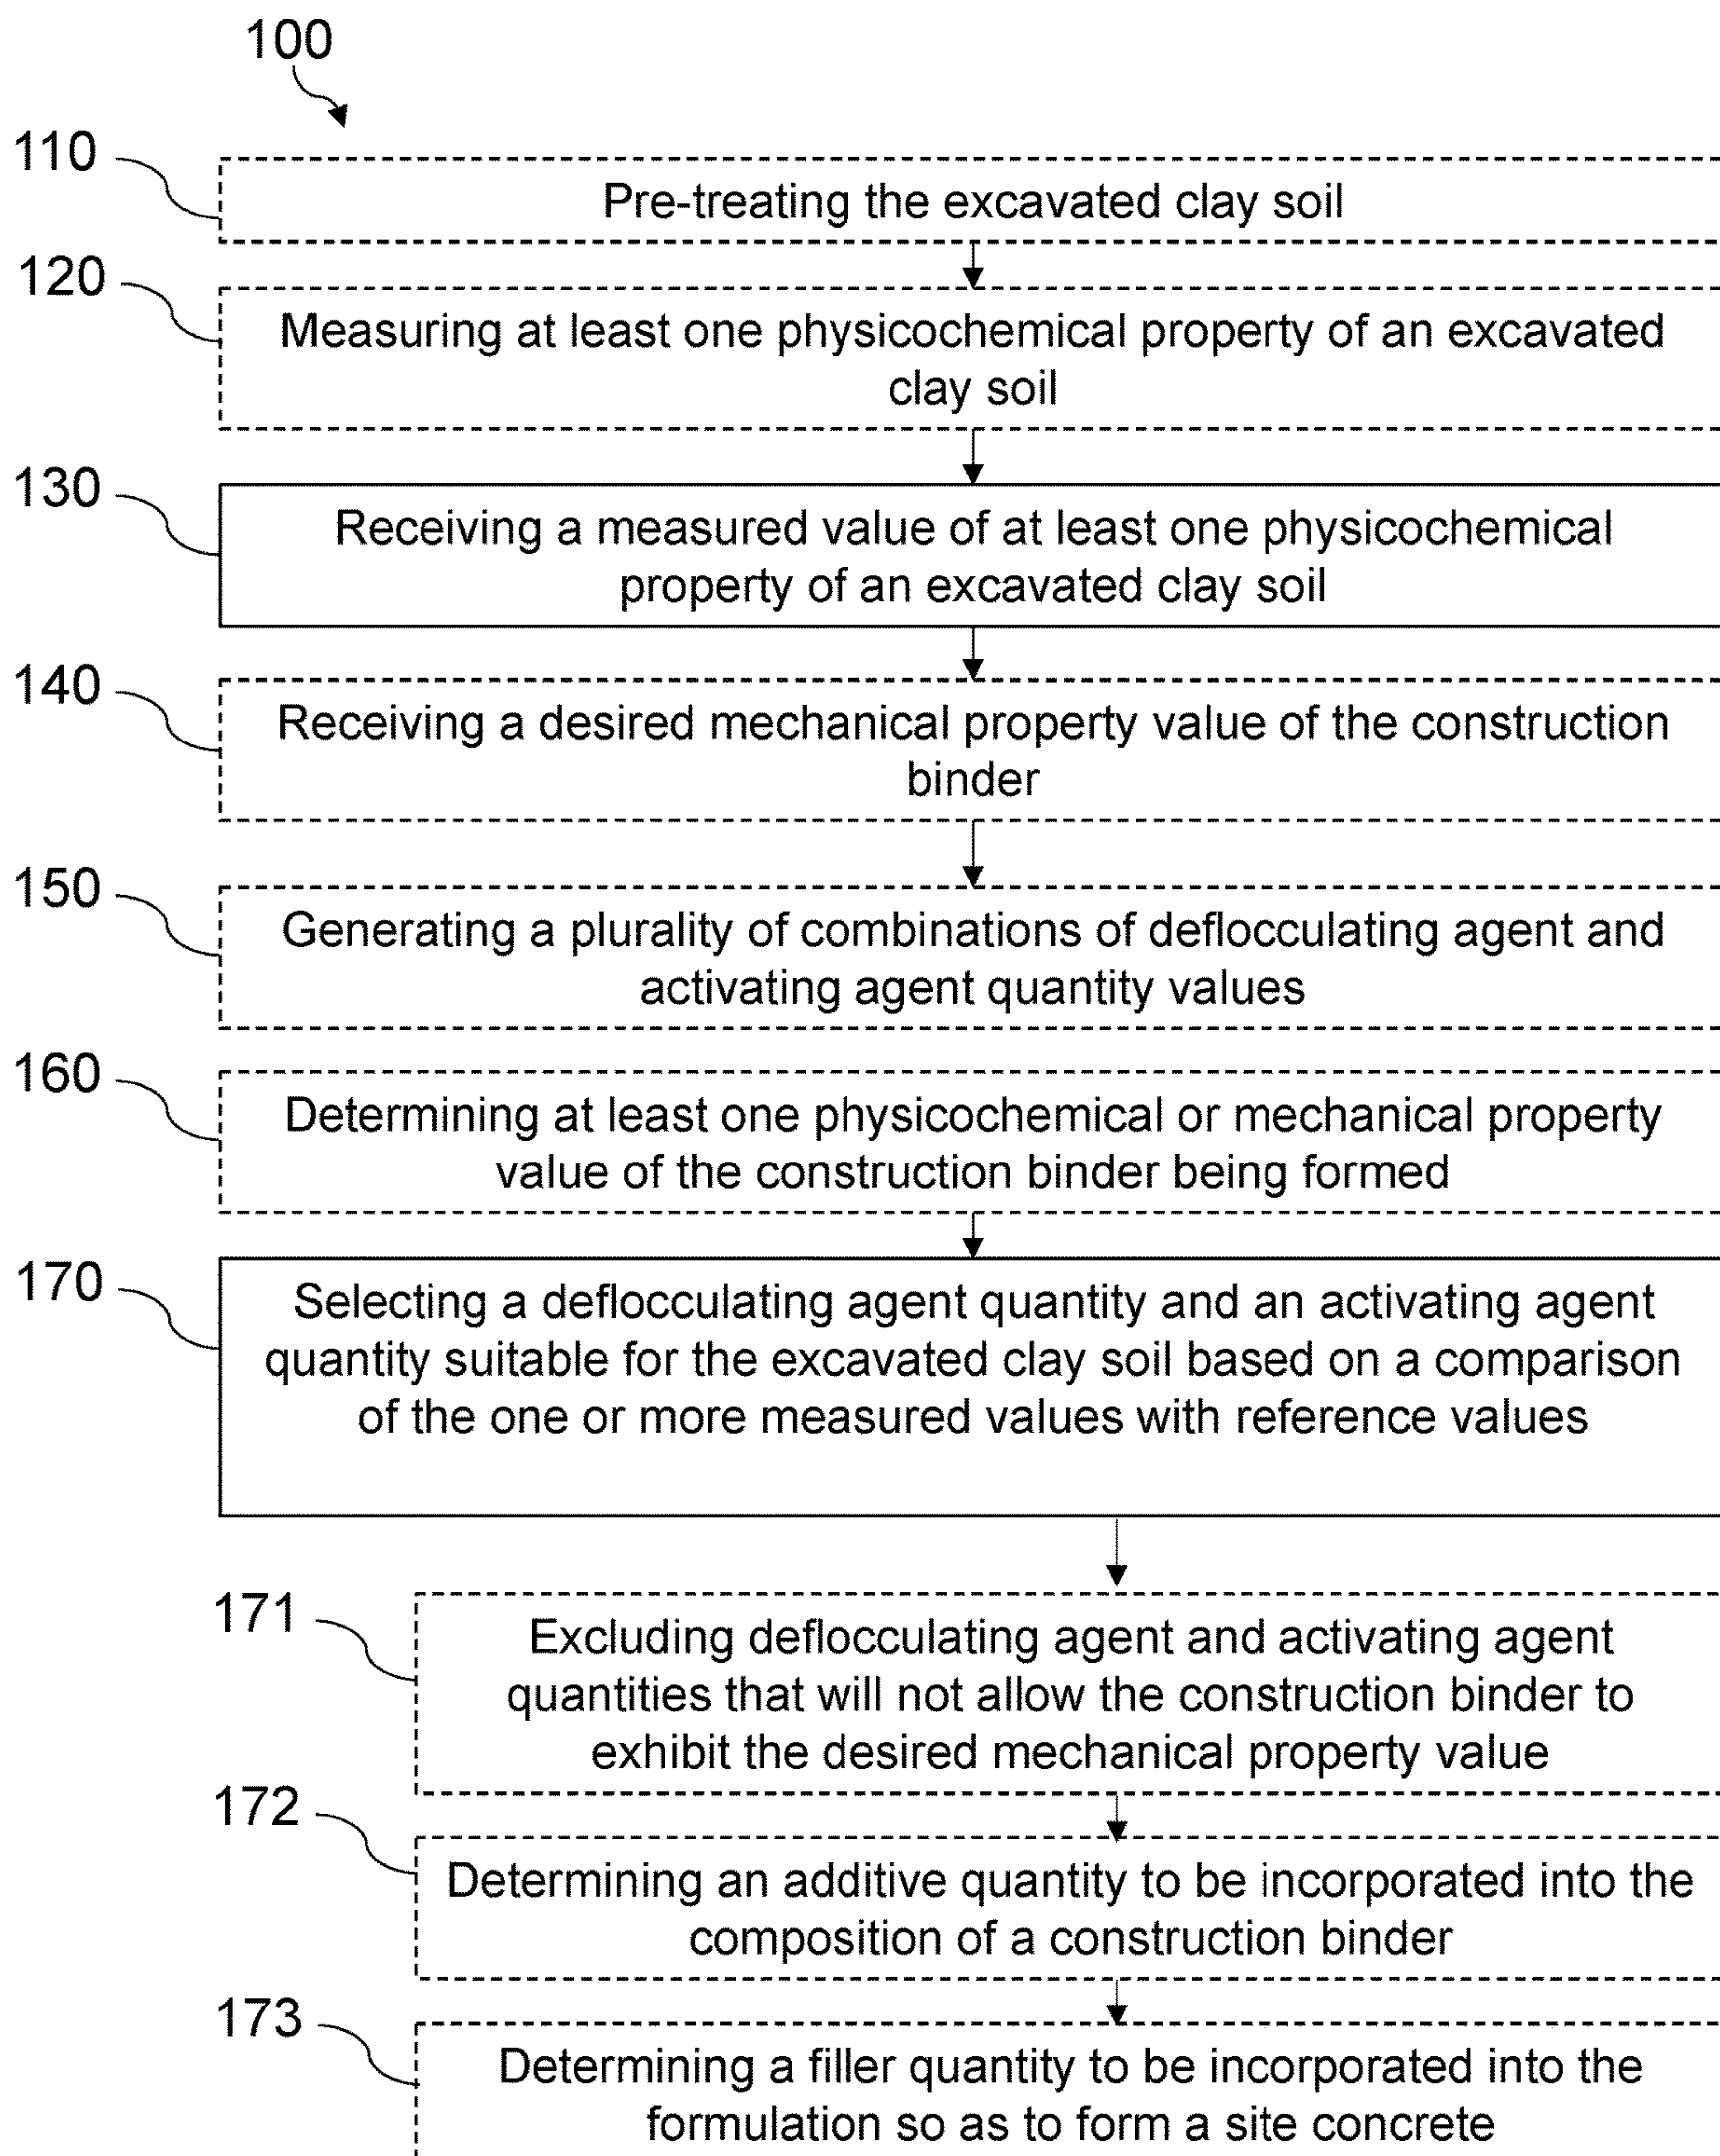 100
110
Pre-treating the excavated clay soil
120
Measuring at least one physicochemical property of an excavated
clay soil
130
Receiving a measured value of at least one physicochemical
property of an excavated clay soil
140
Receiving a desired mechanical property value of the construction
binder
150
Generating a plurality of combinations of deflocculating agent and
activating agent quantity values
160
Determining at least one physicochemical or mechanical property
value of the construction binder being formed
170
Selecting a deflocculating agent quantity and an activating agent
quantity suitable for the excavated clay soil based on a comparison
of the one or more measured values with reference values
171
Excluding deflocculating agent and activating agent
quantities that will not allow the construction binder to
exhibit the desired mechanical property value
172
Determining an additive quantity to be incorporated into the
composition of a construction binder
173
Determining a filler quantity to be incorporated into the
formulation so as to form a site concrete